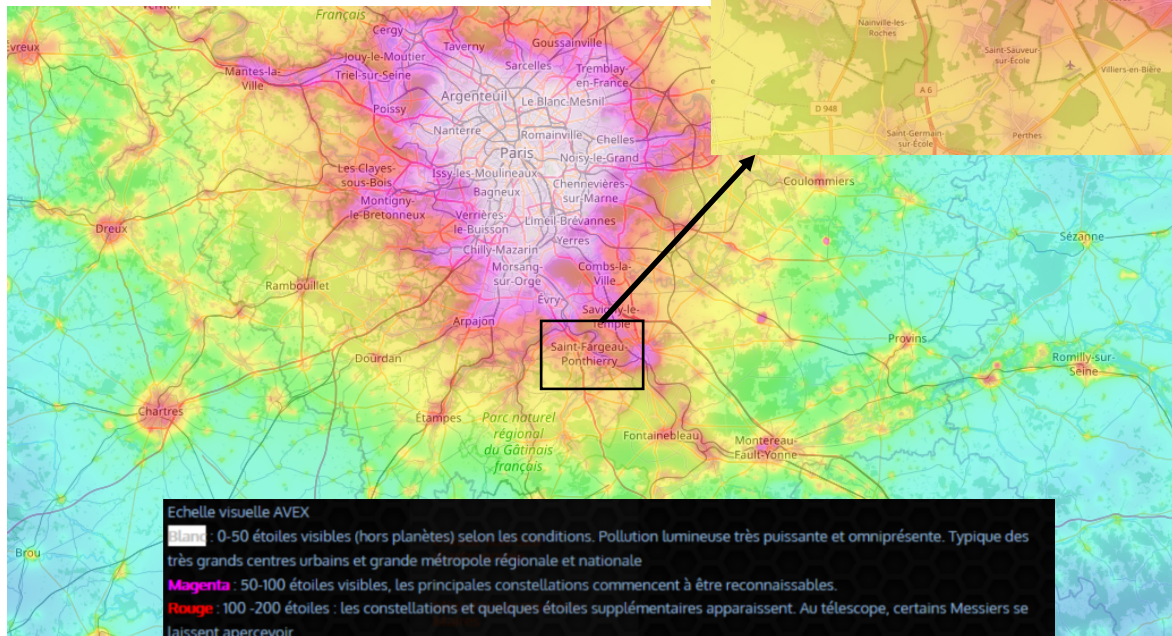 Français
Cergy
Taverny
Goussainville
Jouy-le-Moutier
Sarcelles
Tremblay-
en-France
Mantes-la-
Ville
Triel-sur-Seine
Poissy
Argenteuil
Le Blanc-Mesnil
Nanterre
Romainville
Paris
Chelles
Noisy-le-Grand
Les Clayes-
sous-Bois
Issy-les-Moulineaux
Bagneux
Chennevières-
sur-Marne
Montigny-
le-Bretonneux
Verrières-
le-Buisson
Limeil-Brévannes
Yerres
Chilly-Mazarin
Morsang-
sur-Orge
Combs-la-
Ville
Évry
Savigny-le-
Temple
Arpajon
Saint-Fargeau-
Ponthierry
Dreux
Rambouillet
Dourdan
Chartres
Étampes
Parc naturel
régional
du Gâtinais
français
Fontainebleau
Montereau-
Fault-Yonne
Provins
Romilly-sur-
Seine
Coulommiers
Sézanne
Brou
Nainville-les-
Roches
Saint-Sauveur-
sur-École
Villiers-en-Bière
A 6
D 948
Saint-Germain-
sur-École
Perthes
Echelle visuelle AVEX
Blanc : 0-50 étoiles visibles (hors planètes) selon les conditions. Pollution lumineuse très puissante et omniprésente. Typique des
très grands centres urbains et grande métropole régionale et nationale
Magenta : 50-100 étoiles visibles, les principales constellations commencent à être reconnaissables.
Rouge : 100 -200 étoiles : les constellations et quelques étoiles supplémentaires apparaissent. Au télescope, certains Messiers se
laissent apercevoir